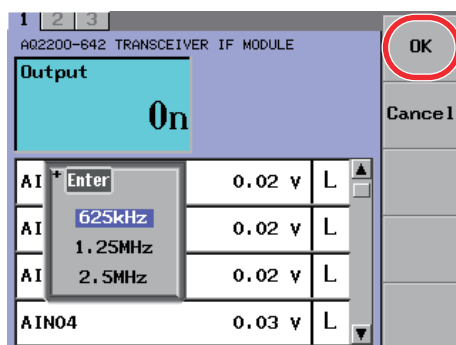 1 2 3
AQ2200-642 TRANSCEIVER IF MODULE
OK
Output
On
Cancel
AI
Enter
0.02 V L
625kHz
AI
0.02 V L
1.25MHz
AI
0.02 V L
2.5MHz
AIN04
0.03 V L